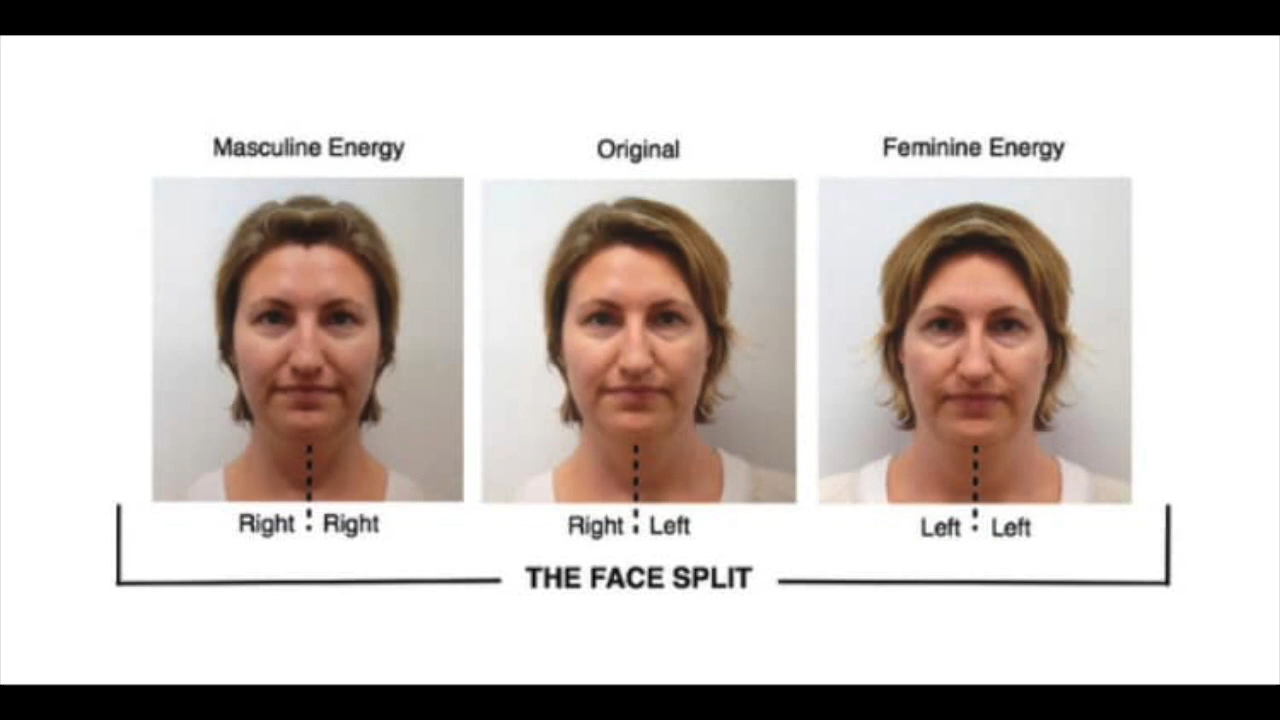 Masculine Energy
Original
Feminine Energy
Right Right
Right Left
Left Left
THE FACE SPLIT